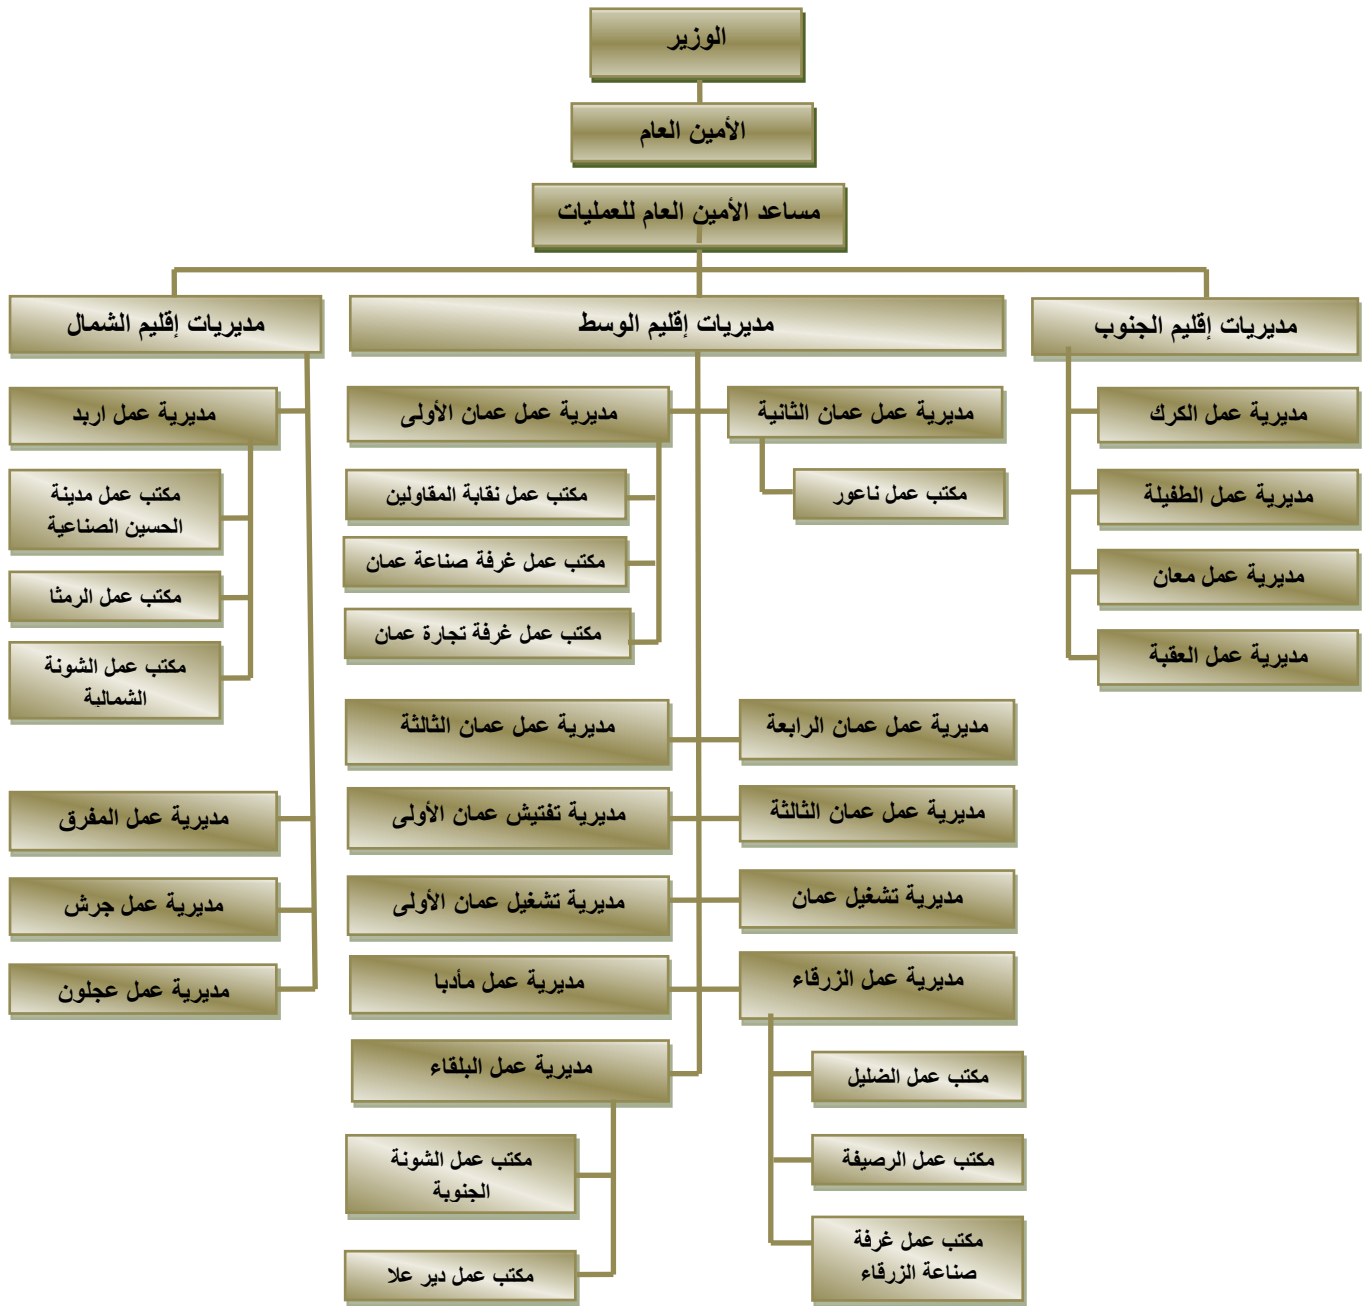 الوزير
الأمين العام
مساعد الأمين العام للعمليات
مديريات إقليم الجنوب
مديريات إقليم الوسط
مديريات إقليم الشمال
مديرية عمل الكرك
مديرية عمل الطفيلة
مديرية عمل معان
مديرية عمل العقبة
مديرية عمل عمان الثانية
مكتب عمل ناعور
مديرية عمل عمان الأولى
مكتب عمل نقابة المقاولين
مكتب عمل غرفة صناعة عمان
مكتب عمل غرفة تجارة عمان
مديرية عمل عمان الرابعة
مديرية عمل عمان الثالثة
مديرية عمل عمان الثالثة
مديرية تفتيش عمان الأولى
مديرية تشغيل عمان
مديرية تشغيل عمان الأولى
مديرية عمل الزرقاء
مديرية عمل مأدبا
مكتب عمل الضليل
مكتب عمل الرصيفة
مكتب عمل غرفة
صناعة الزرقاء
مديرية عمل البلقاء
مكتب عمل الشونة
الجنوبة
مكتب عمل دير علا
مديرية عمل اربد
مكتب عمل مدينة
الحسين الصناعية
مكتب عمل الرمثا
مكتب عمل الشونة
الشمالية
مديرية عمل المفرق
مديرية عمل جرش
مديرية عمل عجلون